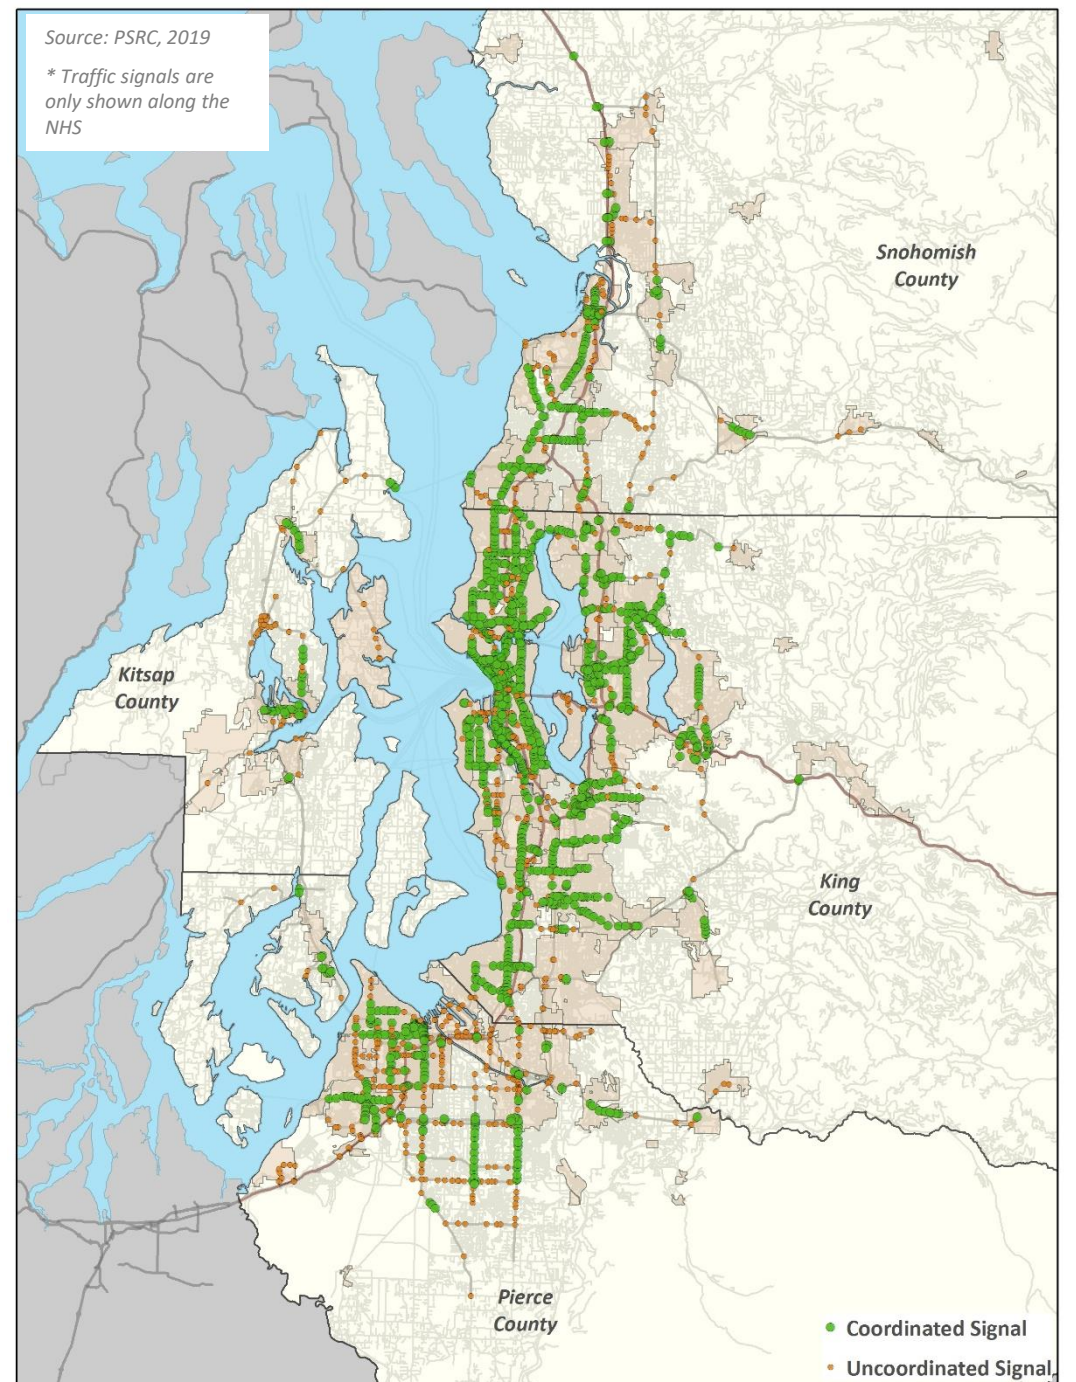 Source: PSRC, 2019
* Traffic signals are
only shown along the
NHS
Snohomish
County
Kitsap
County
King
County
Pierce
County
Coordinated Signal
Uncoordinated Signal